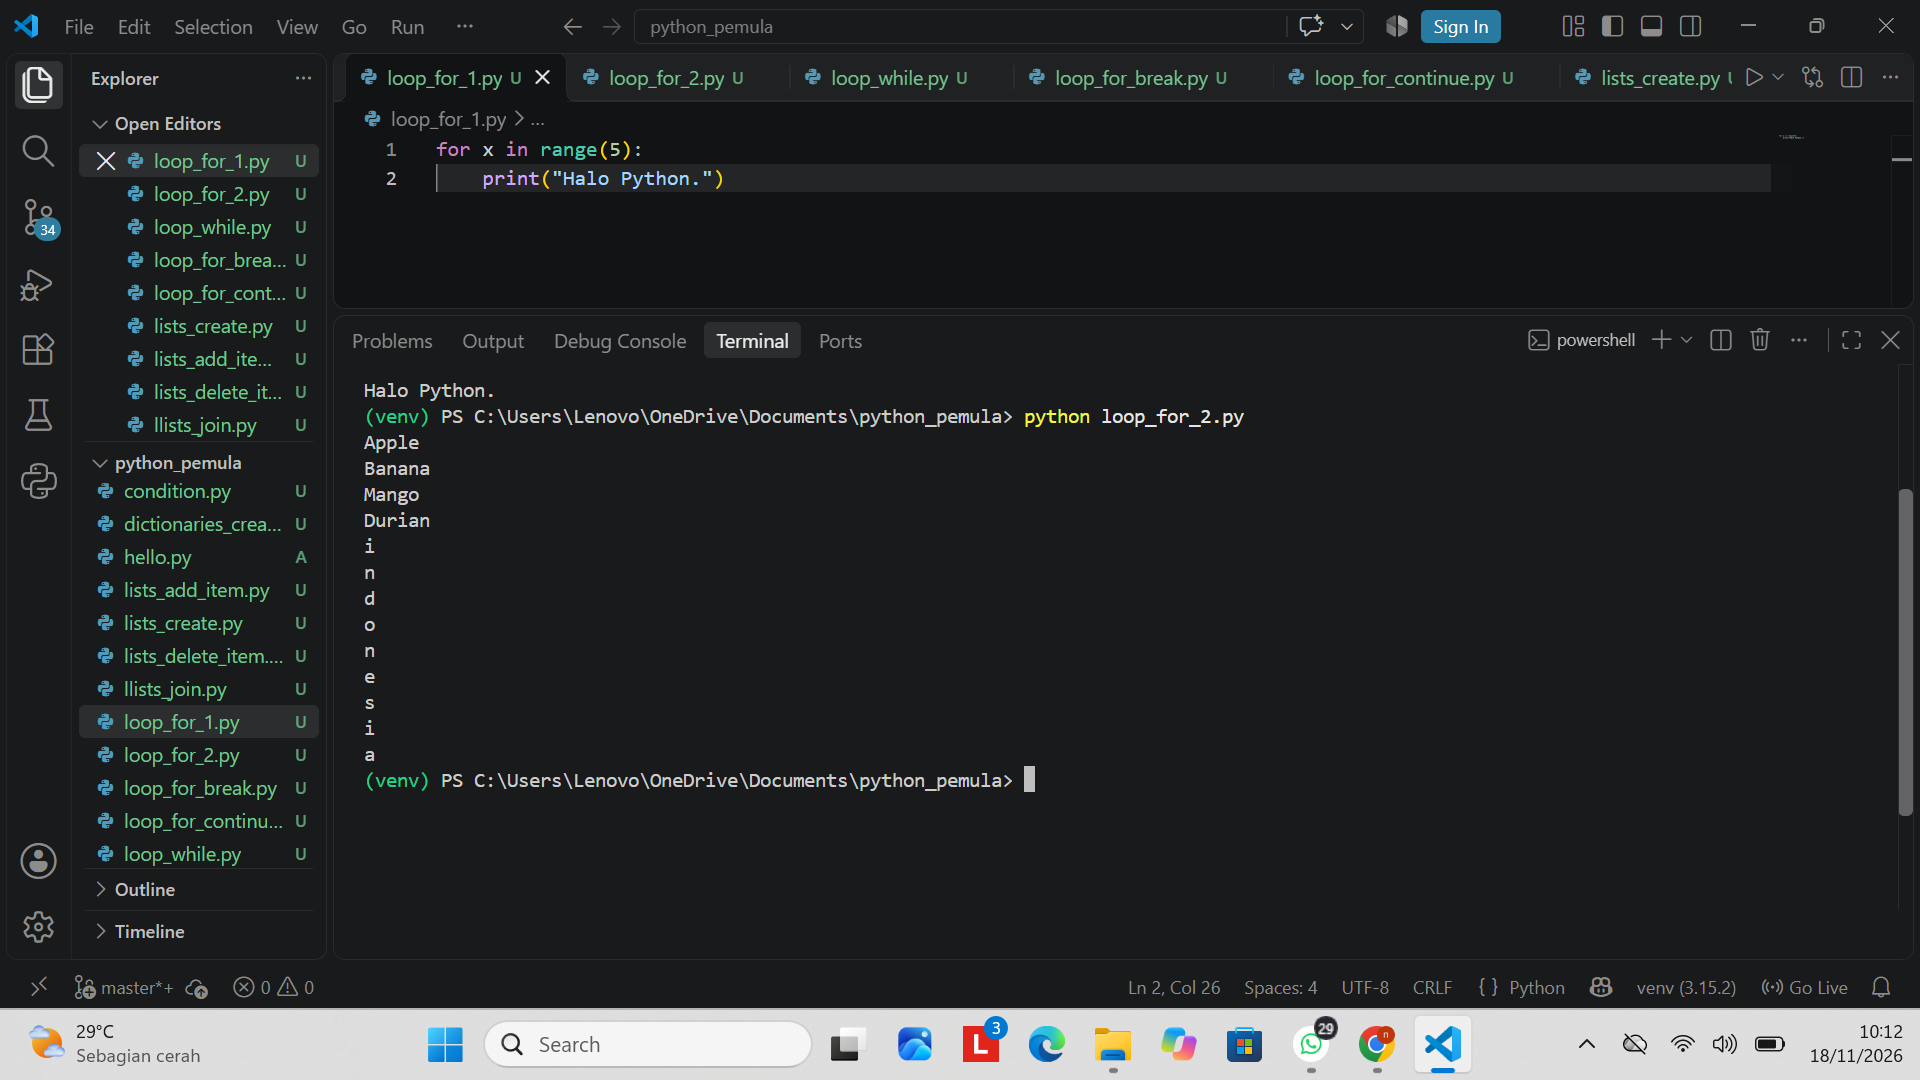 File Edit Selection View Go Run ···
python_pemula
Sign In
Explorer ···
Open Editors
loop_for_1.py U
loop_for_2.py U
loop_while.py U
loop_for_brea... U
loop_for_cont... U
lists_create.py U
lists_add_ite... U
lists_delete_it... U
llists_join.py U
python_pemula
condition.py U
dictionaries_crea... U
hello.py A
lists_add_item.py U
lists_create.py U
lists_delete_item.... U
llists_join.py U
loop_for_1.py U
loop_for_2.py U
loop_for_break.py U
loop_for_continu... U
loop_while.py U
Outline
Timeline
34
loop_for_1.py U
loop_for_2.py U
loop_while.py U
loop_for_break.py U
loop_for_continue.py U
lists_create.py
loop_for_1.py > ...
1 for x in range(5):
2 print("Halo Python.")
Problems Output Debug Console Terminal Ports
powershell
Halo Python.
(venv) PS C:\Users\Lenovo\OneDrive\Documents\python_pemula> python loop_for_2.py
Apple
Banana
Mango
Durian
i
n
d
o
n
e
s
i
a
(venv) PS C:\Users\Lenovo\OneDrive\Documents\python_pemula>
master*+ 0 0
Ln 2, Col 26 Spaces: 4 UTF-8 CRLF { } Python venv (3.15.2) Go Live
29°C
Sebagian cerah
Search
L
3
29
n
10:12
18/11/2026